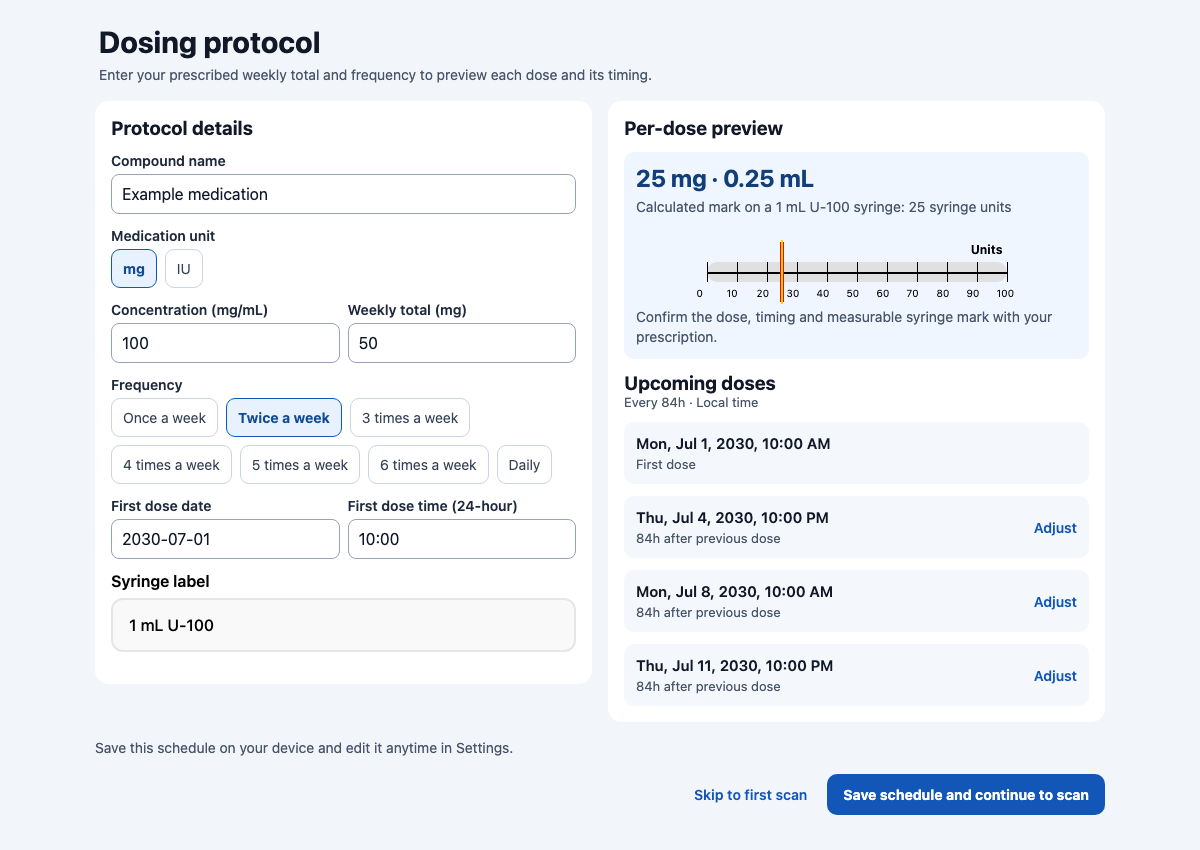 Dosing protocol
Enter your prescribed weekly total and frequency to preview each dose and its timing.
Protocol details
Compound name
Example medication
Medication unit
mg
IU
Concentration (mg/mL)
Weekly total (mg)
100
50
Frequency
Once a week
Twice a week
3 times a week
4 times a week
5 times a week
6 times a week
Daily
First dose date
First dose time (24-hour)
2030-07-01
10:00
Syringe label
1 mL U-100
Per-dose preview
25 mg · 0.25 mL
Calculated mark on a 1 mL U-100 syringe: 25 syringe units
Units
0 10 20 30 40 50 60 70 80 90 100
Confirm the dose, timing and measurable syringe mark with your
prescription.
Upcoming doses
Every 84h · Local time
Mon, Jul 1, 2030, 10:00 AM
First dose
Thu, Jul 4, 2030, 10:00 PM
84h after previous dose
Adjust
Mon, Jul 8, 2030, 10:00 AM
84h after previous dose
Adjust
Thu, Jul 11, 2030, 10:00 PM
84h after previous dose
Adjust
Save this schedule on your device and edit it anytime in Settings.
Skip to first scan
Save schedule and continue to scan